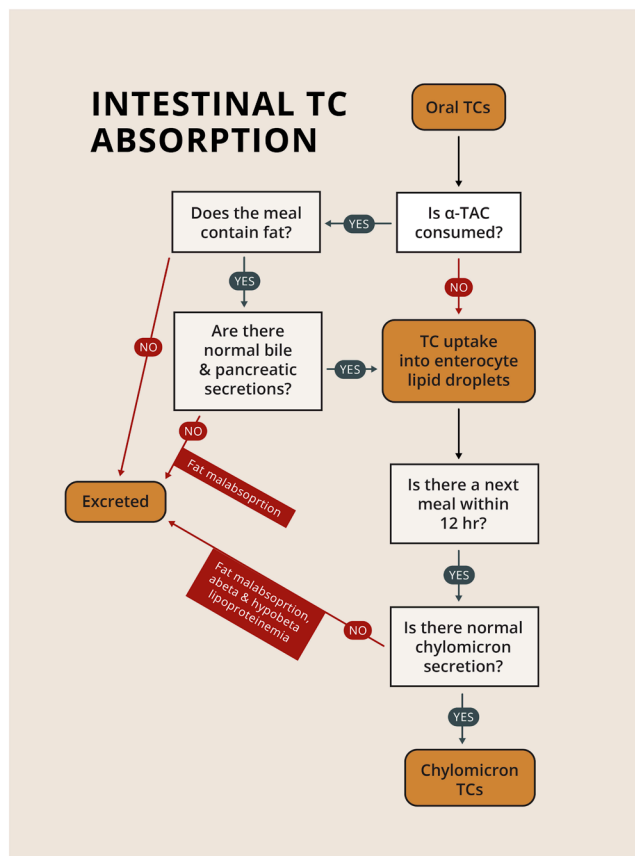 INTESTINAL TC
ABSORPTION
Oral TCs
Is α-TAC
consumed?
YES
Does the meal
contain fat?
NO
YES
NO
Are there
normal bile
& pancreatic
secretions?
YES
TC uptake
into enterocyte
lipid droplets
NO
Fat malabsoprtion
Excreted
Is there a next
meal within
12 hr?
YES
Is there normal
chylomicron
secretion?
NO
Fat malabsoprtion,
abeta & hypobeta
lipoproteinemia
YES
Chylomicron
TCs